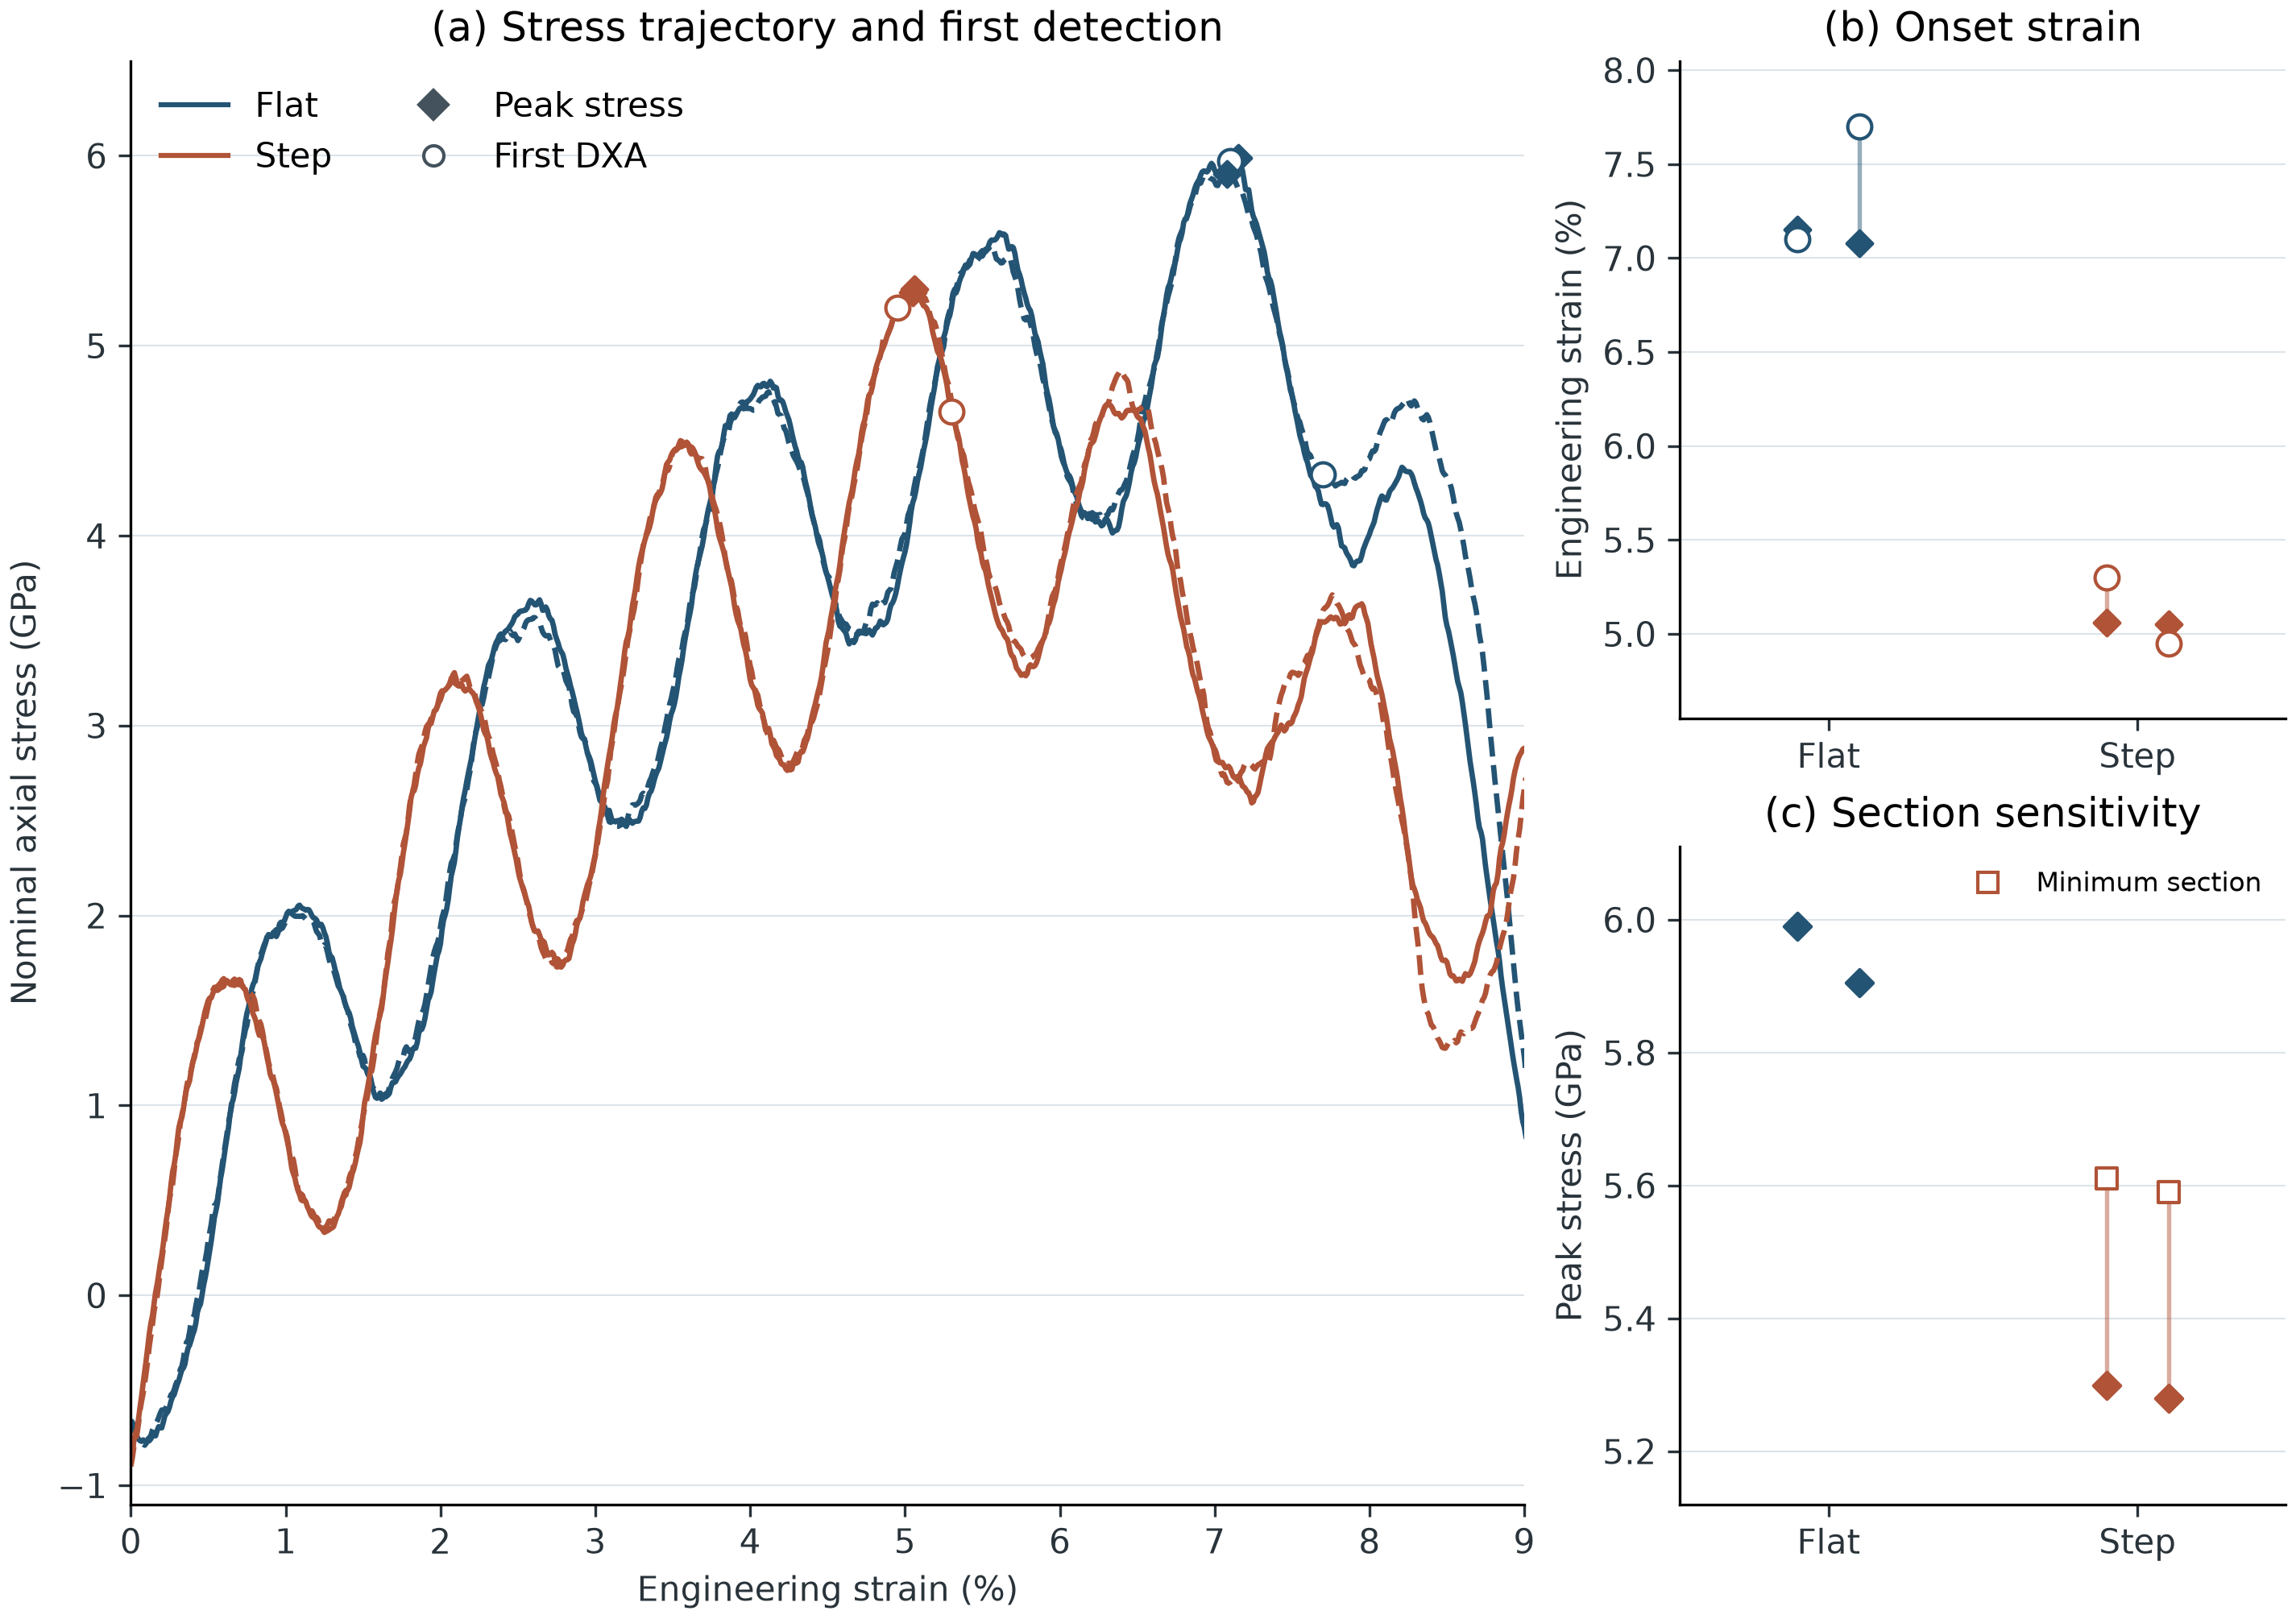 (a) Stress trajectory and first detection
Flat
Step
Peak stress
First DXA
Nominal axial stress (GPa)
6
5
4
3
2
1
0
−1
0 1 2 3 4 5 6 7 8 9
Engineering strain (%)
(b) Onset strain
Engineering strain (%)
8.0
7.5
7.0
6.5
6.0
5.5
5.0
Flat Step
(c) Section sensitivity
Minimum section
Peak stress (GPa)
6.0
5.8
5.6
5.4
5.2
Flat Step